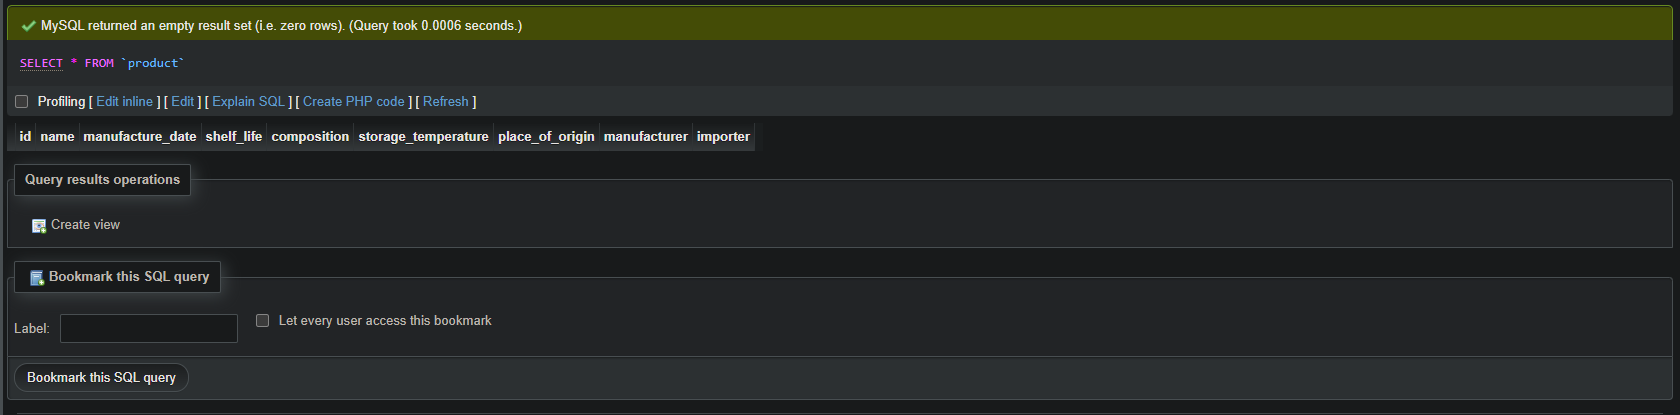 MySQL returned an empty result set (i.e. zero rows). (Query took 0.0006 seconds.)
SELECT * FROM `product`
Profiling [ Edit inline ] [ Edit ] [ Explain SQL ] [ Create PHP code ] [ Refresh ]
id name manufacture_date shelf_life composition storage_temperature place_of_origin manufacturer importer
Query results operations
Create view
Bookmark this SQL query
Label:
Let every user access this bookmark
Bookmark this SQL query